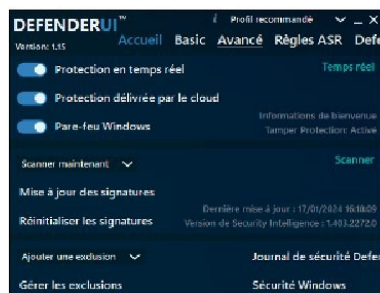 DEFENDERUI™
i Profil recommandé
Version: 1.15
Accueil Basic Avancé Règles ASR Defe
Protection en temps réel
Temps réel
Protection délivrée par le cloud
Informations de bienvenue
Pare-feu Windows
Tamper Protection: Activé
Scanner maintenant
Scanner
Mise à jour des signatures
Dernière mise à jour : 17/01/2024 16:18:09
Réinitialiser les signatures
Version de Security Intelligence : 1.403.2272.0
Ajouter une exclusion
Journal de sécurité Defen
Gérer les exclusions
Sécurité Windows